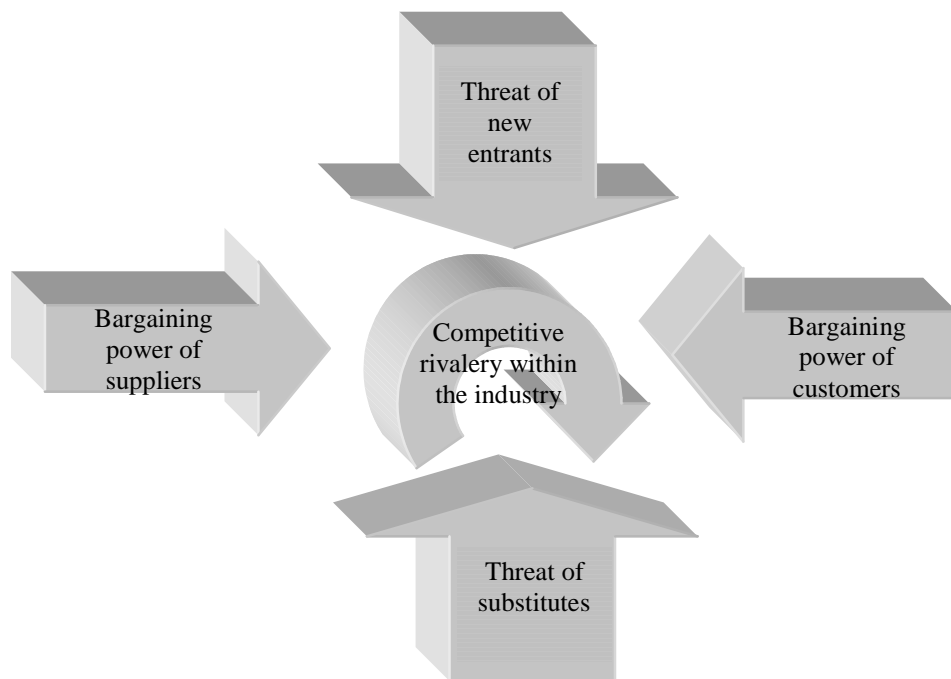 Threat of
new
entrants
Bargaining
power of
suppliers
Competitive
rivalery within
the industry
Bargaining
power of
customers
Threat of
substitutes